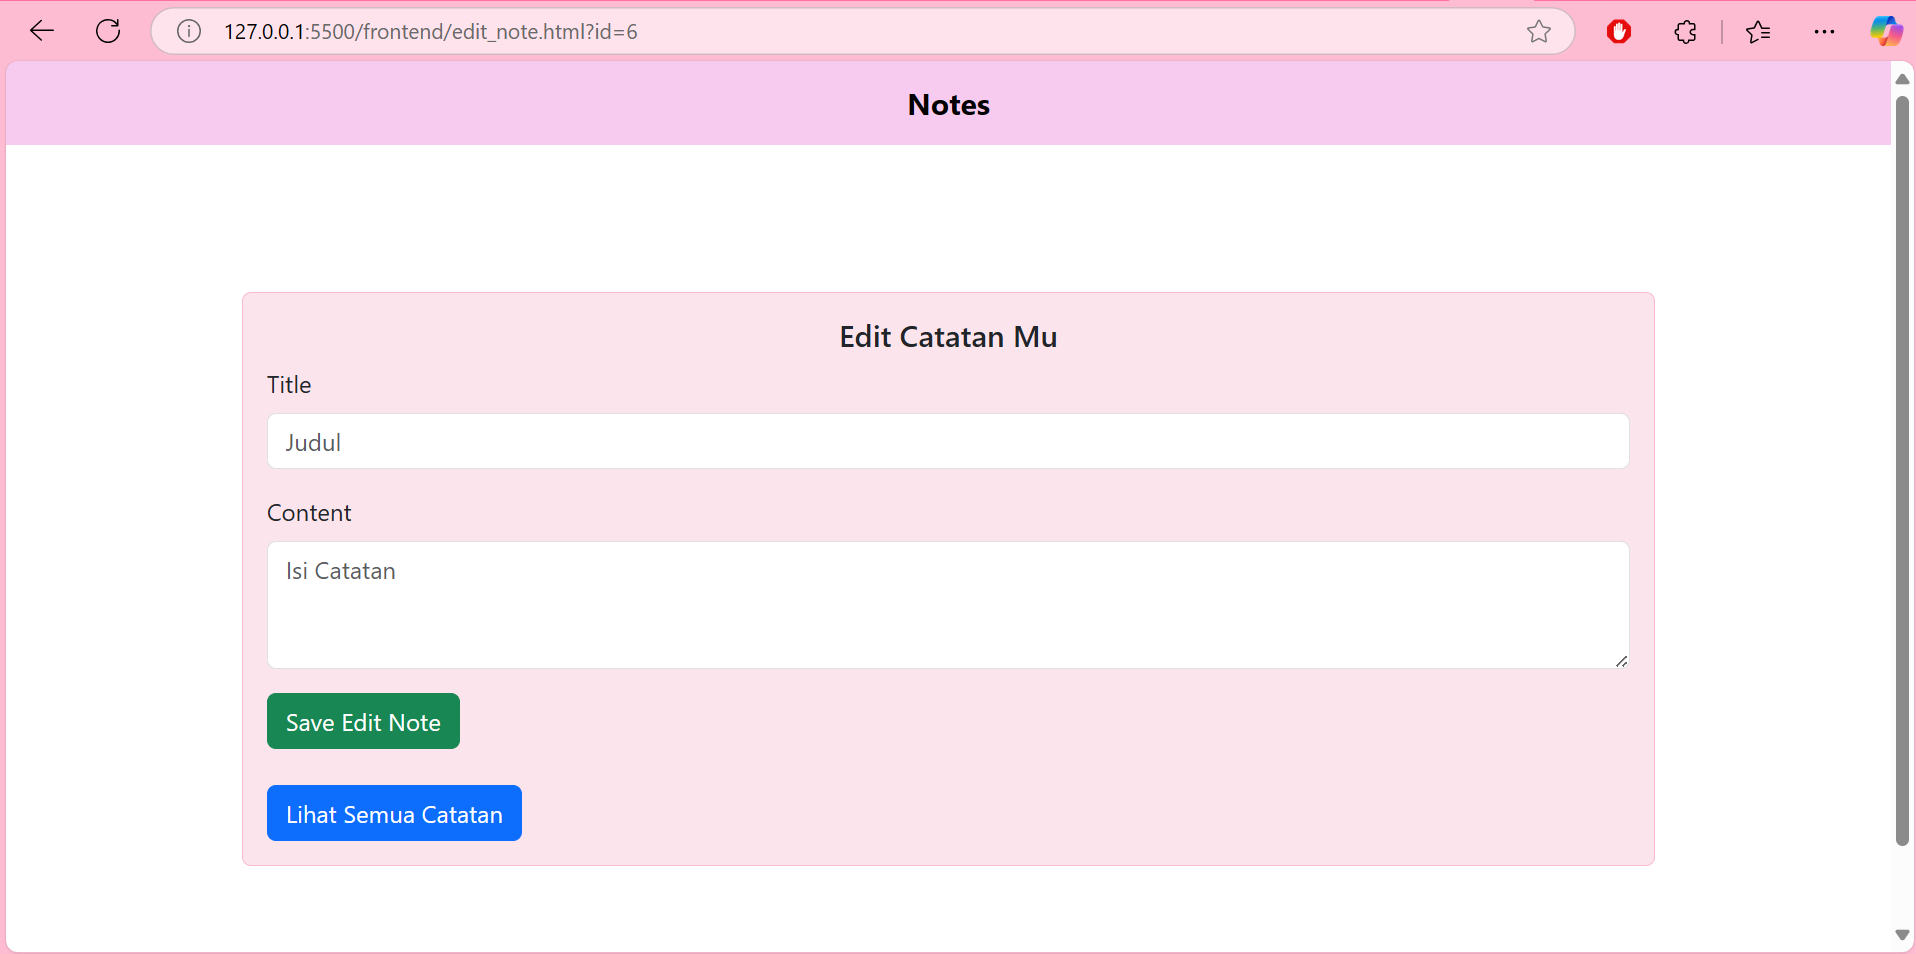 127.0.0.1:5500/frontend/edit_note.html?id=6
Notes
Edit Catatan Mu
Title
Judul
Content
Isi Catatan
Save Edit Note
Lihat Semua Catatan